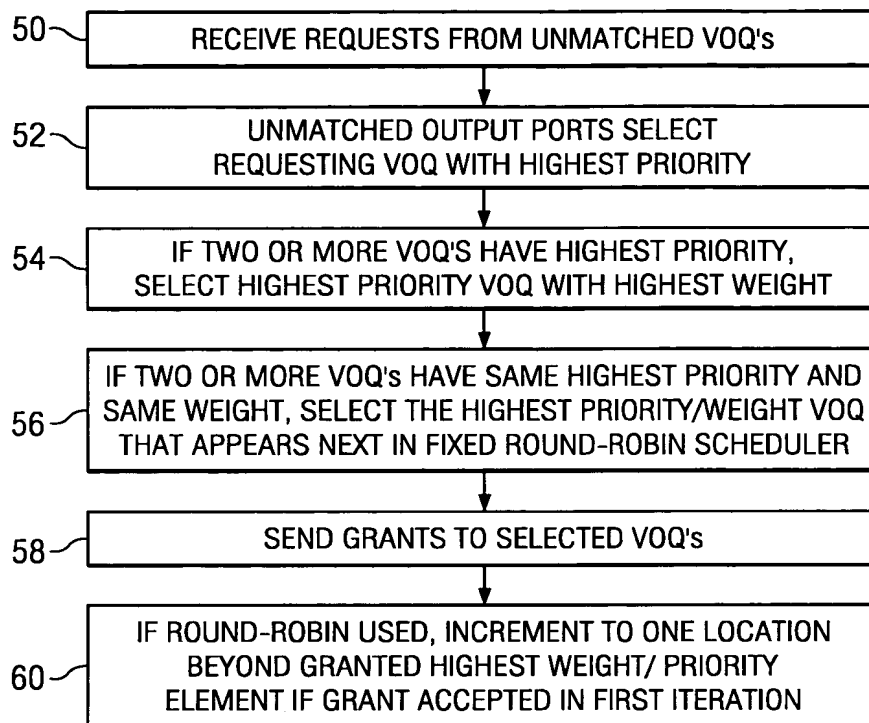 50
RECEIVE REQUESTS FROM UNMATCHED VOQ's
52
UNMATCHED OUTPUT PORTS SELECT
REQUESTING VOQ WITH HIGHEST PRIORITY
54
IF TWO OR MORE VOQ'S HAVE HIGHEST PRIORITY,
SELECT HIGHEST PRIORITY VOQ WITH HIGHEST WEIGHT
56
IF TWO OR MORE VOQ's HAVE SAME HIGHEST PRIORITY AND
SAME WEIGHT, SELECT THE HIGHEST PRIORITY/WEIGHT VOQ
THAT APPEARS NEXT IN FIXED ROUND-ROBIN SCHEDULER
58
SEND GRANTS TO SELECTED VOQ's
60
IF ROUND-ROBIN USED, INCREMENT TO ONE LOCATION
BEYOND GRANTED HIGHEST WEIGHT/ PRIORITY
ELEMENT IF GRANT ACCEPTED IN FIRST ITERATION